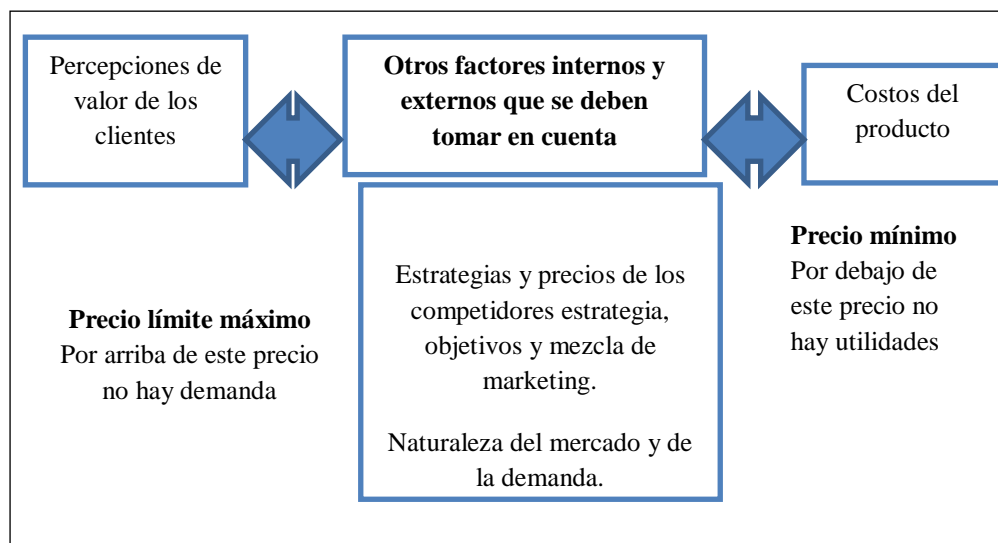 Percepciones de
valor de los
clientes
Otros factores internos y
externos que se deben
tomar en cuenta
Costos del
producto
Precio límite máximo
Por arriba de este precio
no hay demanda
Estrategias y precios de los
competidores estrategia,
objetivos y mezcla de
marketing.
Naturaleza del mercado y de
la demanda.
Precio mínimo
Por debajo de
este precio no
hay utilidades